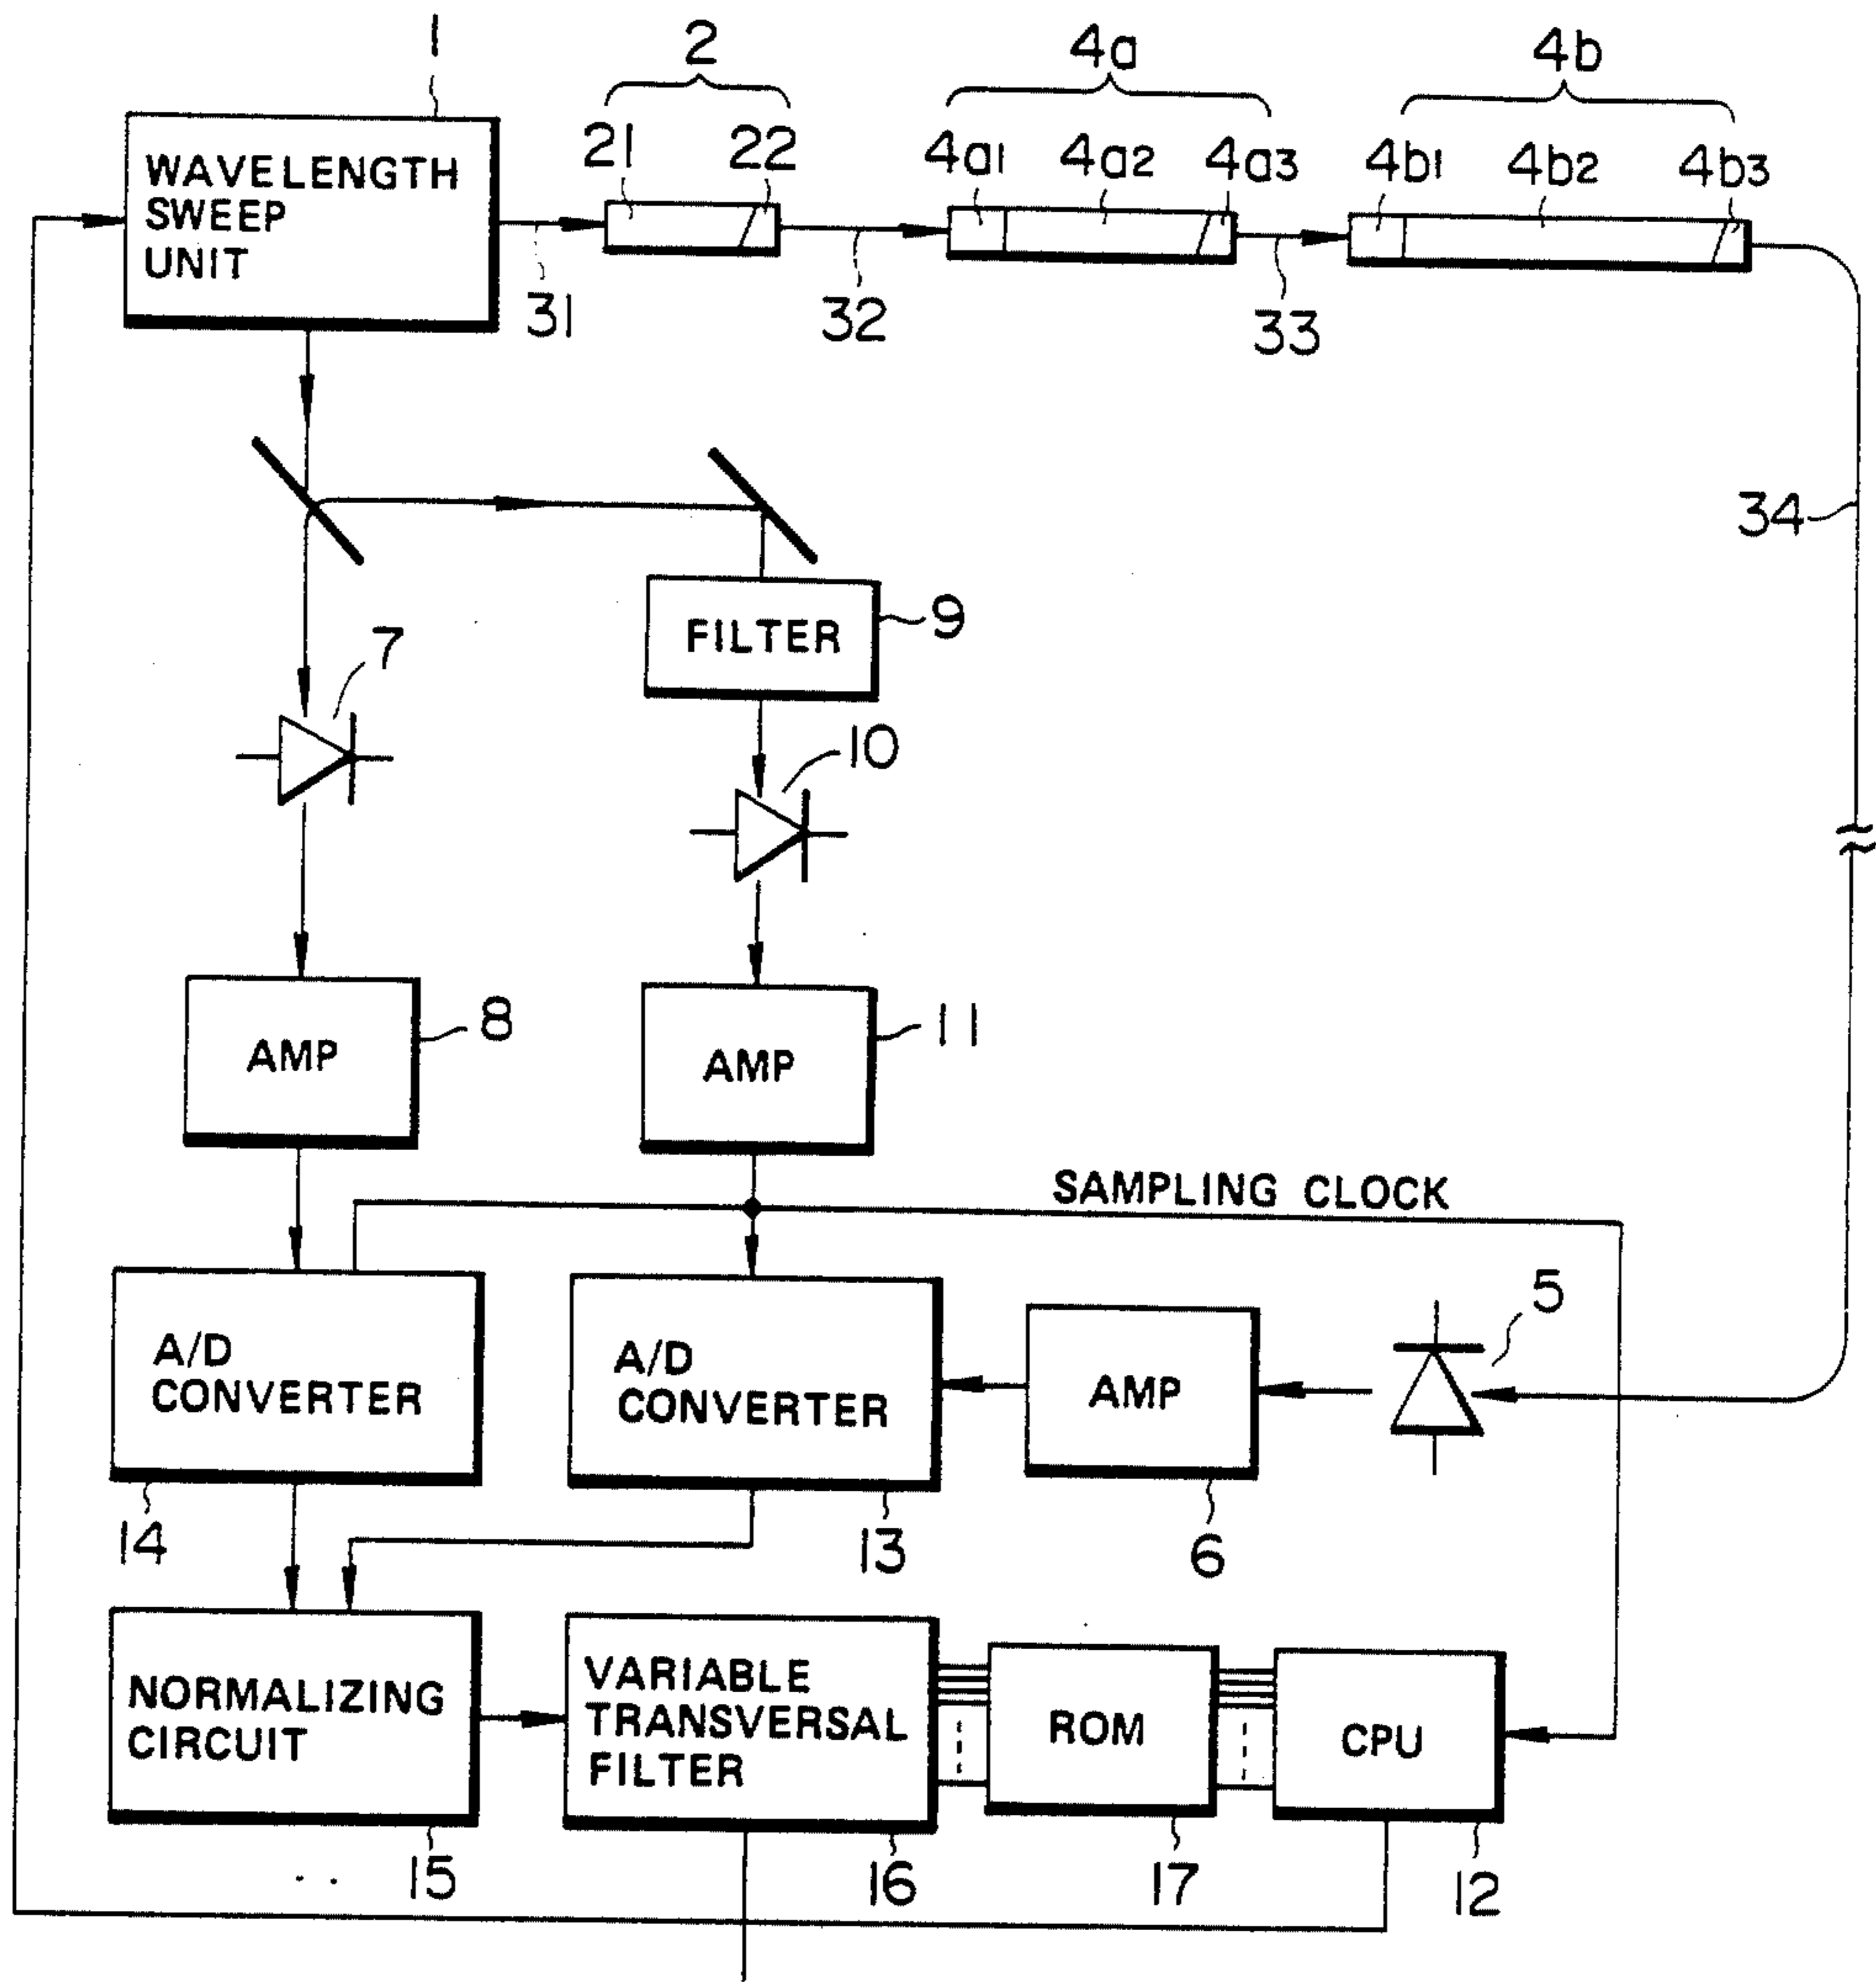 1
2
4a
4b
21
22
4a1
4a2
4a3
4b1
4b2
4b3
WAVELENGTH
SWEEP
UNIT
31
32
33
34
FILTER
9
7
10
AMP
8
AMP
11
SAMPLING CLOCK
A/D
CONVERTER
14
A/D
CONVERTER
13
AMP
6
5
NORMALIZING
CIRCUIT
15
VARIABLE
TRANSVERSAL
FILTER
16
ROM
17
CPU
12